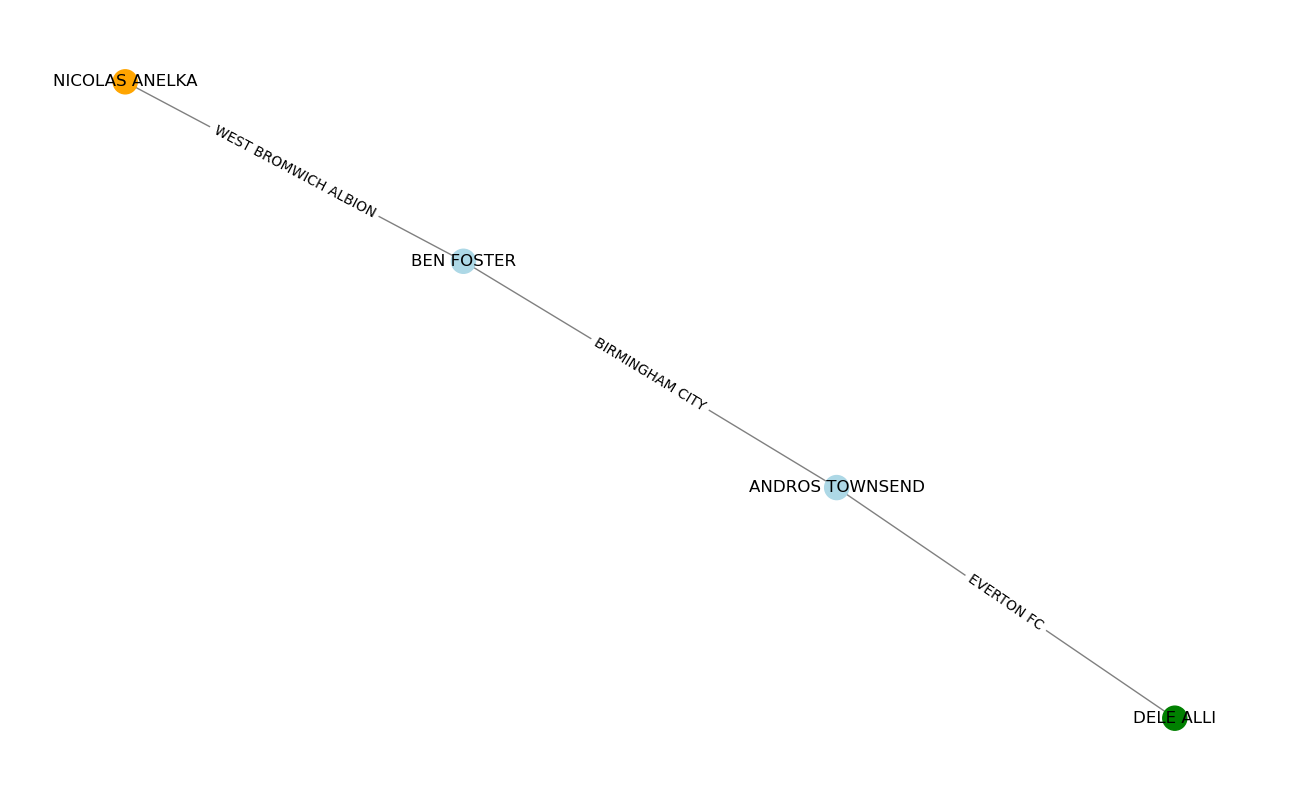 NICOLAS ANELKA
WEST BROMWICH ALBION
BEN FOSTER
BIRMINGHAM CITY
ANDROS TOWNSEND
EVERTON FC
DELE ALLI